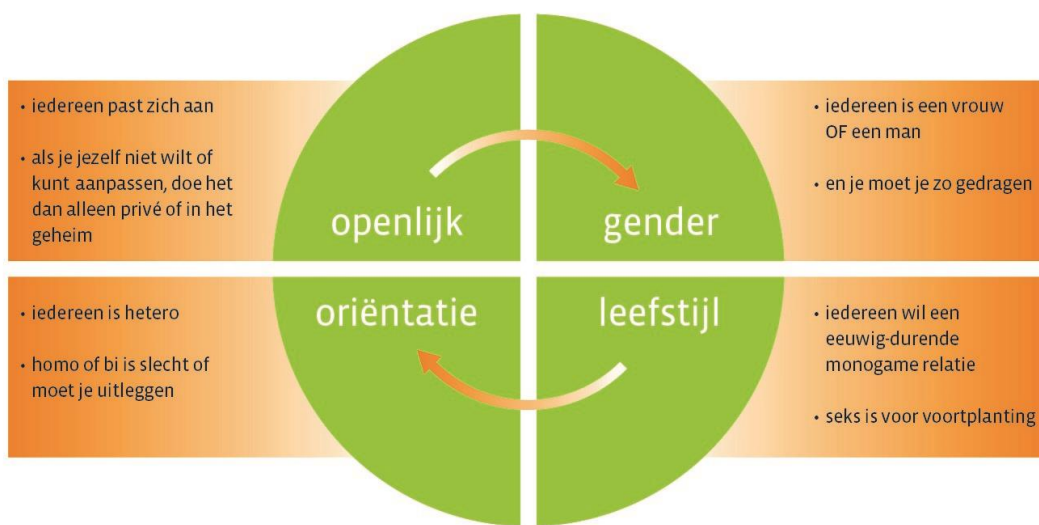 • iedereen past zich aan
• als je jezelf niet wilt of
kunt aanpassen, doe het
dan alleen privé of in het
geheim
openlijk
gender
• iedereen is een vrouw
OF een man
• en je moet je zo gedragen
• iedereen is hetero
• homo of bi is slecht of
moet je uitleggen
oriëntatie
leefstijl
• iedereen wil een
eeuwig-durende
monogame relatie
• seks is voor voortplanting